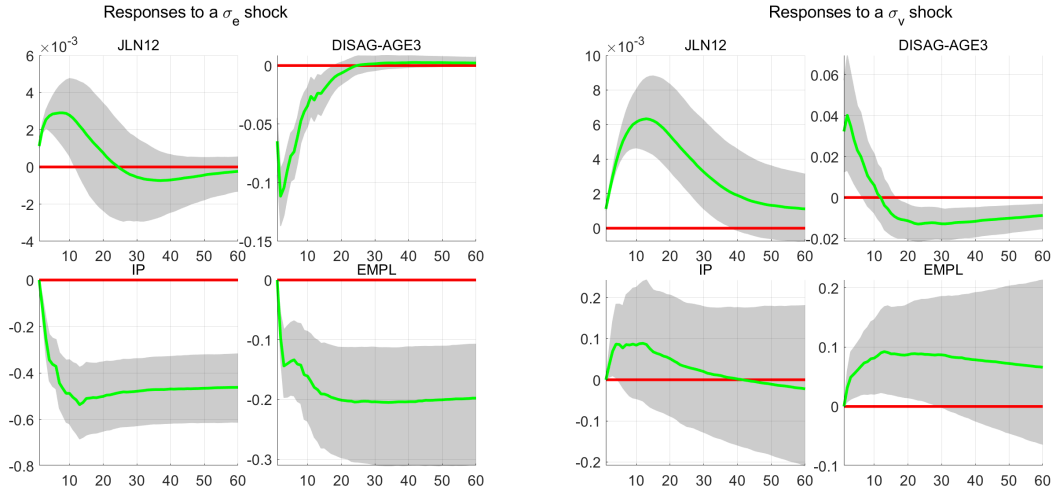 Responses to a σe shock
Responses to a σv shock
×10-3 JLN12
6
4
2
0
-2
-4
10 20 30 40 50 60
DISAG-AGE3
0
-0.05
-0.1
-0.15
10 20 30 40 50 60
10 ×10-3 JLN12
8
6
4
2
0
10 20 30 40 50 60
DISAG-AGE3
0.06
0.04
0.02
0
-0.02
10 20 30 40 50 60
IP
0
-0.2
-0.4
-0.6
-0.8
10 20 30 40 50 60
EMPL
0
-0.1
-0.2
-0.3
10 20 30 40 50 60
IP
0.2
0.1
0
-0.1
-0.2
10 20 30 40 50 60
EMPL
0.2
0.1
0
-0.1
10 20 30 40 50 60